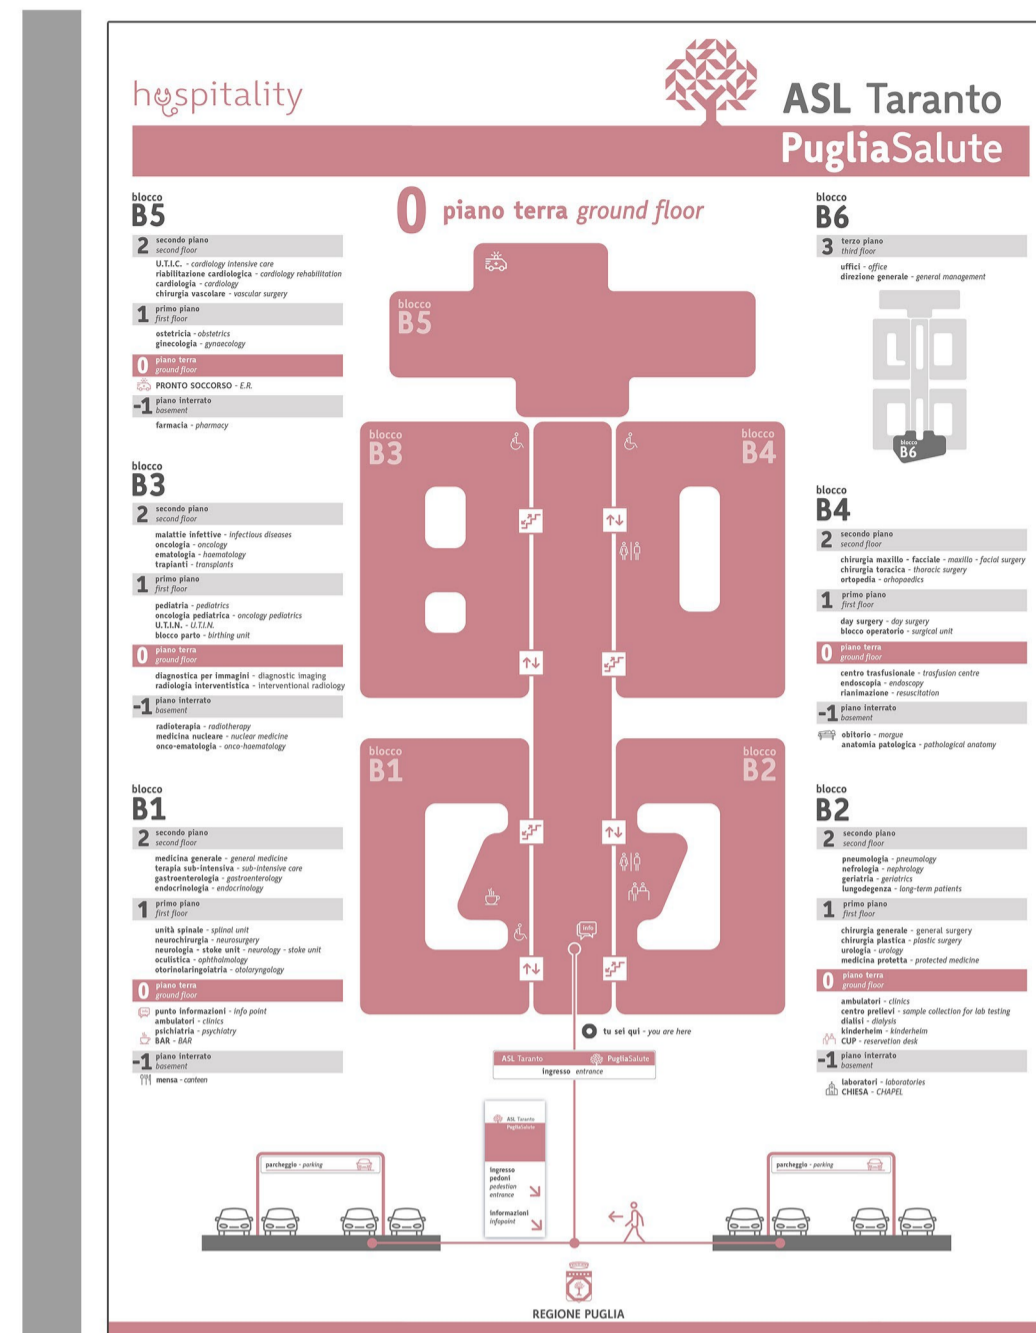 hospitality
ASL Taranto
PugliaSalute
0 piano terra ground floor
blocco
B5
2 secondo piano
second floor
U.T.I.C. - cardiology intensive care
riabilitazione cardiologica - cardiology rehabilitation
cardiologia - cardiology
chirurgia vascolare - vascular surgery
1 primo piano
first floor
ostetricia - obstetrics
ginecologia - gynaecology
0 piano terra
ground floor
PRONTO SOCCORSO - E.R.
-1 piano interrato
basement
farmacia - pharmacy
blocco
B3
2 secondo piano
second floor
malattie infettive - infectious diseases
oncologia - oncology
ematologia - haematology
trapianti - transplants
1 primo piano
first floor
pediatria - pediatrics
oncologia pediatrica - oncology pediatrics
U.T.I.N. - U.T.I.N.
blocco parto - birthing unit
0 piano terra
ground floor
diagnostica per immagini - diagnostic imaging
radiologia interventistica - interventional radiology
-1 piano interrato
basement
radioterapia - radiotherapy
medicina nucleare - nuclear medicine
onco-ematologia - onco-haematology
blocco
B1
2 secondo piano
second floor
medicina generale - general medicine
terapia sub-intensiva - sub-intensive care
gastroenterologia - gastroenterology
endocrinologia - endocrinology
1 primo piano
first floor
unità spinale - splinal unit
neurochirurgia - neurosurgery
neurologia - stoke unit - neurology - stoke unit
oculistica - ophthalmology
otorinolaringoiatria - otolaryngology
0 piano terra
ground floor
punto informazioni - info point
ambulatori - clinics
psichiatria - psychiatry
BAR - BAR
-1 piano interrato
basement
mensa - canteen
blocco
B5
blocco
B3
blocco
B4
blocco
B1
blocco
B2
info
tu sei qui - you are here
ASL Taranto PugliaSalute
ingresso entrance
blocco
B6
3 terzo piano
third floor
uffici - office
direzione generale - general management
blocco
B6
blocco
B4
2 secondo piano
second floor
chirurgia maxillo - facciale - maxillo - facial surgery
chirurgia toracica - thoracic surgery
ortopedia - orhopaedics
1 primo piano
first floor
day surgery - day surgery
blocco operatorio - surgical unit
0 piano terra
ground floor
centro trasfusionale - trasfusion centre
endoscopia - endoscopy
rianimazione - resuscitation
-1 piano interrato
basement
obitorio - morgue
anatomia patologica - pathological anatomy
blocco
B2
2 secondo piano
second floor
pneumologia - pneumology
nefrologia - nephrology
geriatria - geriatrics
lungodegenza - long-term patients
1 primo piano
first floor
chirurgia generale - general surgery
chirurgia plastica - plastic surgery
urologia - urology
medicina protetta - protected medicine
0 piano terra
ground floor
ambulatori - clinics
centro prelievi - sample collection for lab testing
dialisi - dialysis
kinderheim - kinderheim
CUP - reservetion desk
-1 piano interrato
basement
laboratori - laboratories
CHIESA - CHAPEL
parcheggio - parking
ASL Taranto
PugliaSalute
ingresso
pedoni
pedestian
entrance
informazioni
infopoint
parcheggio - parking
REGIONE PUGLIA